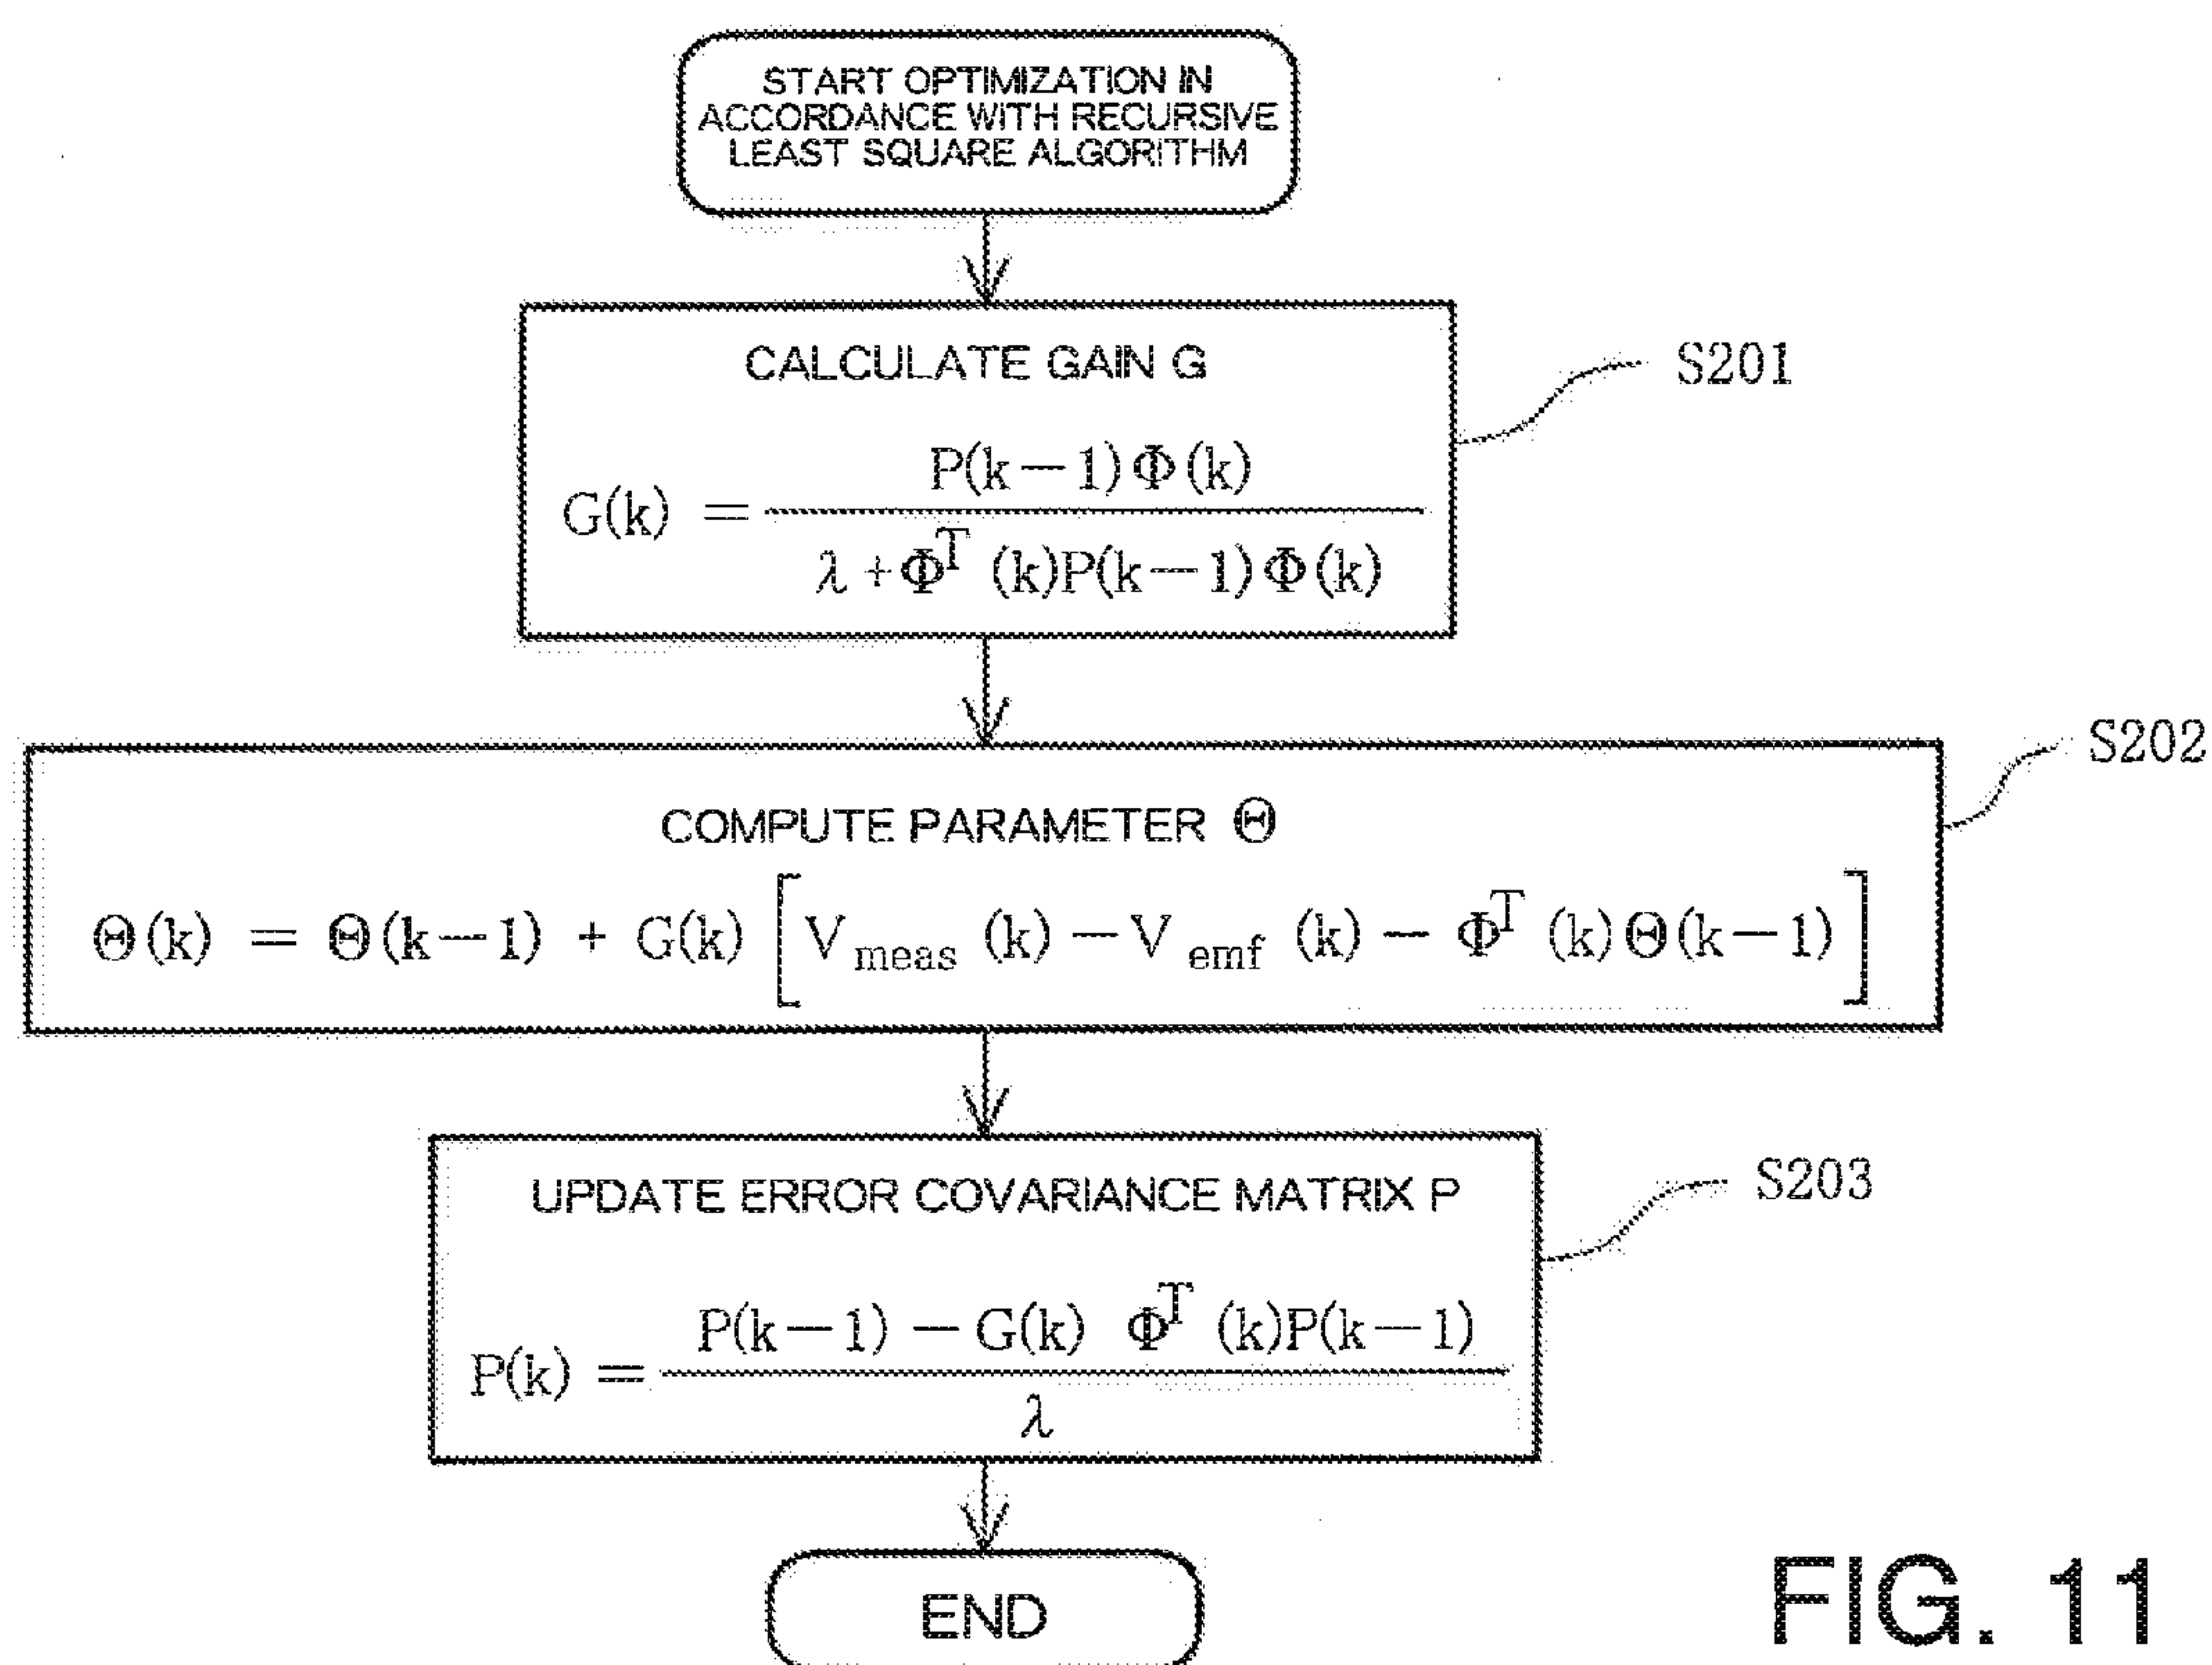 START OPTIMIZATION IN
ACCORDANCE WITH RECURSIVE
LEAST SQUARE ALGORITHM
CALCULATE GAIN G
S201
G(k) = P(k−1)Φ(k) / λ+Φ^T (k)P(k−1)Φ(k)
S202
COMPUTE PARAMETER Θ
Θ(k) = Θ(k−1) + G(k) [V_meas (k)−V_emf (k)− Φ^T (k)Θ(k−1)]
UPDATE ERROR COVARIANCE MATRIX P
S203
P(k) = P(k−1) −G(k) Φ^T (k)P(k−1) / λ
END
FIG. 11